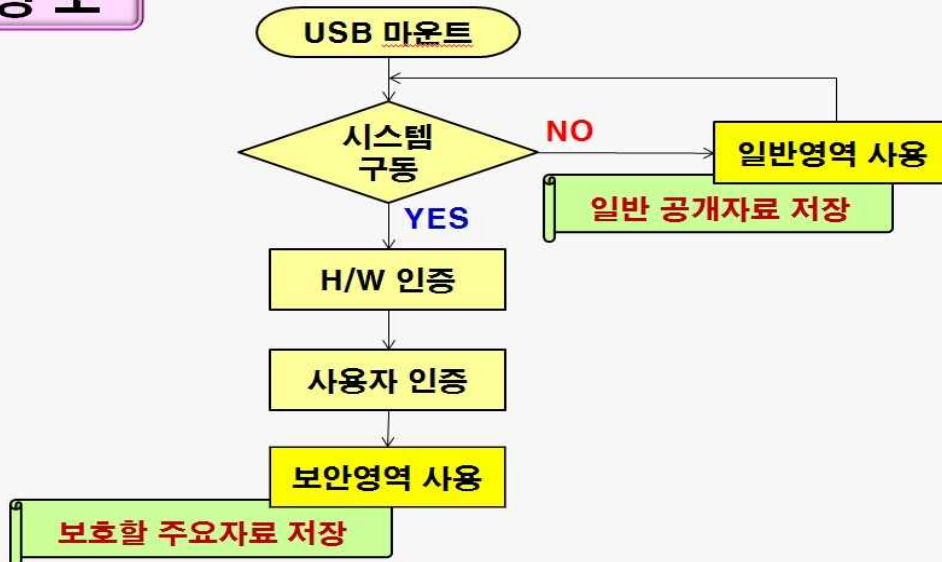 USB 마운트
시스템
구동
NO
일반영역 사용
일반 공개자료 저장
YES
H/W 인증
사용자 인증
보안영역 사용
보호할 주요자료 저장